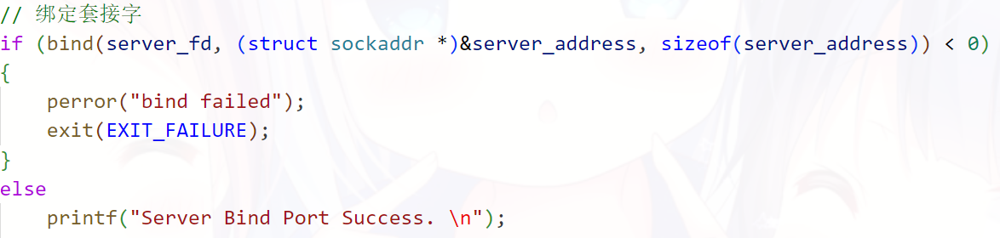 // 绑定套接字
if (bind(server_fd, (struct sockaddr *)&server_address, sizeof(server_address)) < 0)
{
    perror("bind failed");
    exit(EXIT_FAILURE);
}
else
    printf("Server Bind Port Success. \n");